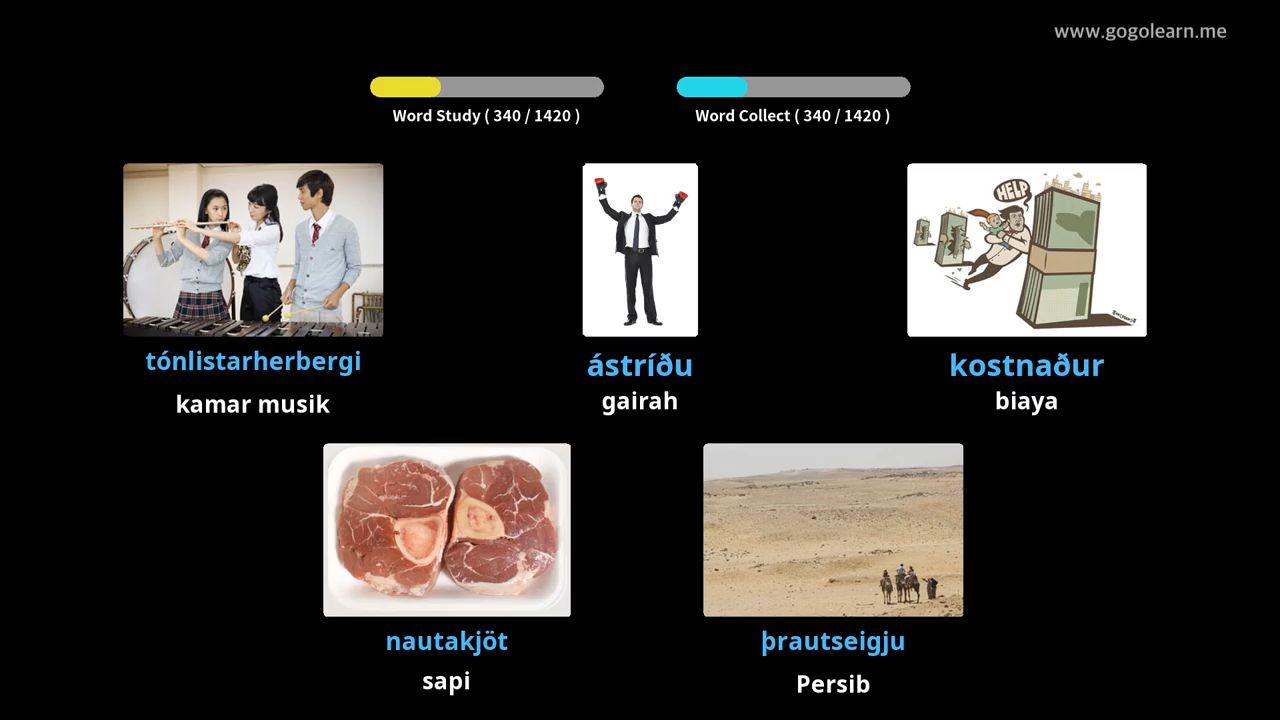 www.gogolearn.me
Word Study ( 340 / 1420 )
Word Collect ( 340 / 1420 )
HELP
tónlistarherbergi
kamar musik
ástríðu
gairah
kostnaður
biaya
nautakjöt
sapi
þrautseigju
Persib